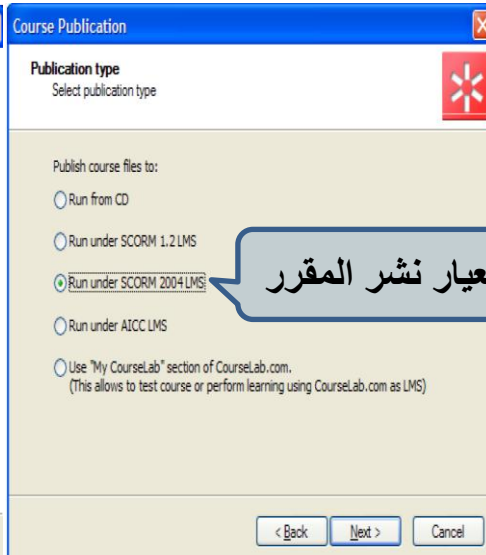 Course Publication
Publication type
Select publication type
Publish course files to:
Run from CD
Run under SCORM 1.2 LMS
Run under SCORM 2004 LMS
نشر المقرر
Run under AICC LMS
Use "My CourseLab" section of CourseLab.com.
(This allows to test course or perform learning using CourseLab.com as LMS)
< Back Next > Cancel